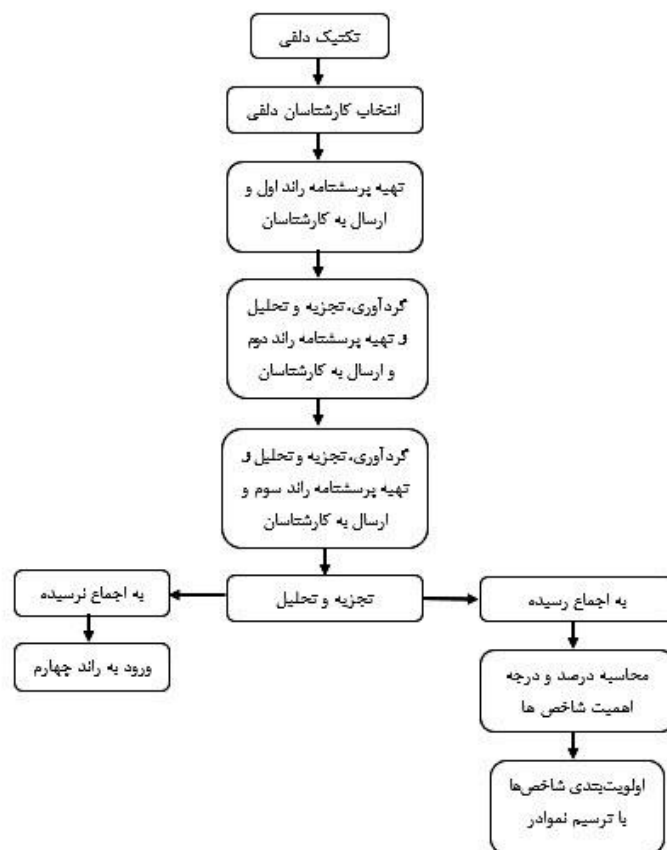 تکنیک دلفی
انتخاب کارشناسان دلفی
تهیه پرسشنامه راند اول و
ارسال به کارشناسان
گردآوری، تجزیه و تحلیل
و تهیه پرسشنامه راند دوم
و ارسال به کارشناسان
گردآوری، تجزیه و تحلیل و
تهیه پرسشنامه راند سوم و
ارسال به کارشناسان
تجزیه و تحلیل
به اجماع رسیده
محاسبه درصد و درجه
اهمیت شاخص ها
اولویت‌بندی شاخص‌ها
با ترسیم نموادر
به اجماع نرسیده
ورود به راند چهارم